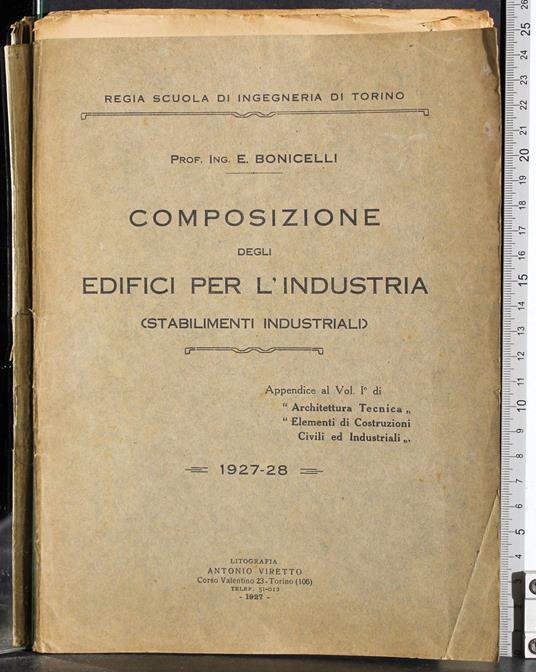 REGIA SCUOLA DI INGEGNERIA DI TORINO
PROF. ING. E. BONICELLI
COMPOSIZIONE
DEGLI
EDIFICI PER L'INDUSTRIA
(STABILIMENTI INDUSTRIALI)
Appendice al Vol. I° di
“ Architettura Tecnica „
“ Elementi di Costruzioni
Civili ed Industriali „.
1927-28
LITOGRAFIA
ANTONIO VIRETTO
Corso Valentino 23 - Torino (106)
TELEF. 51-012
- 1927 -